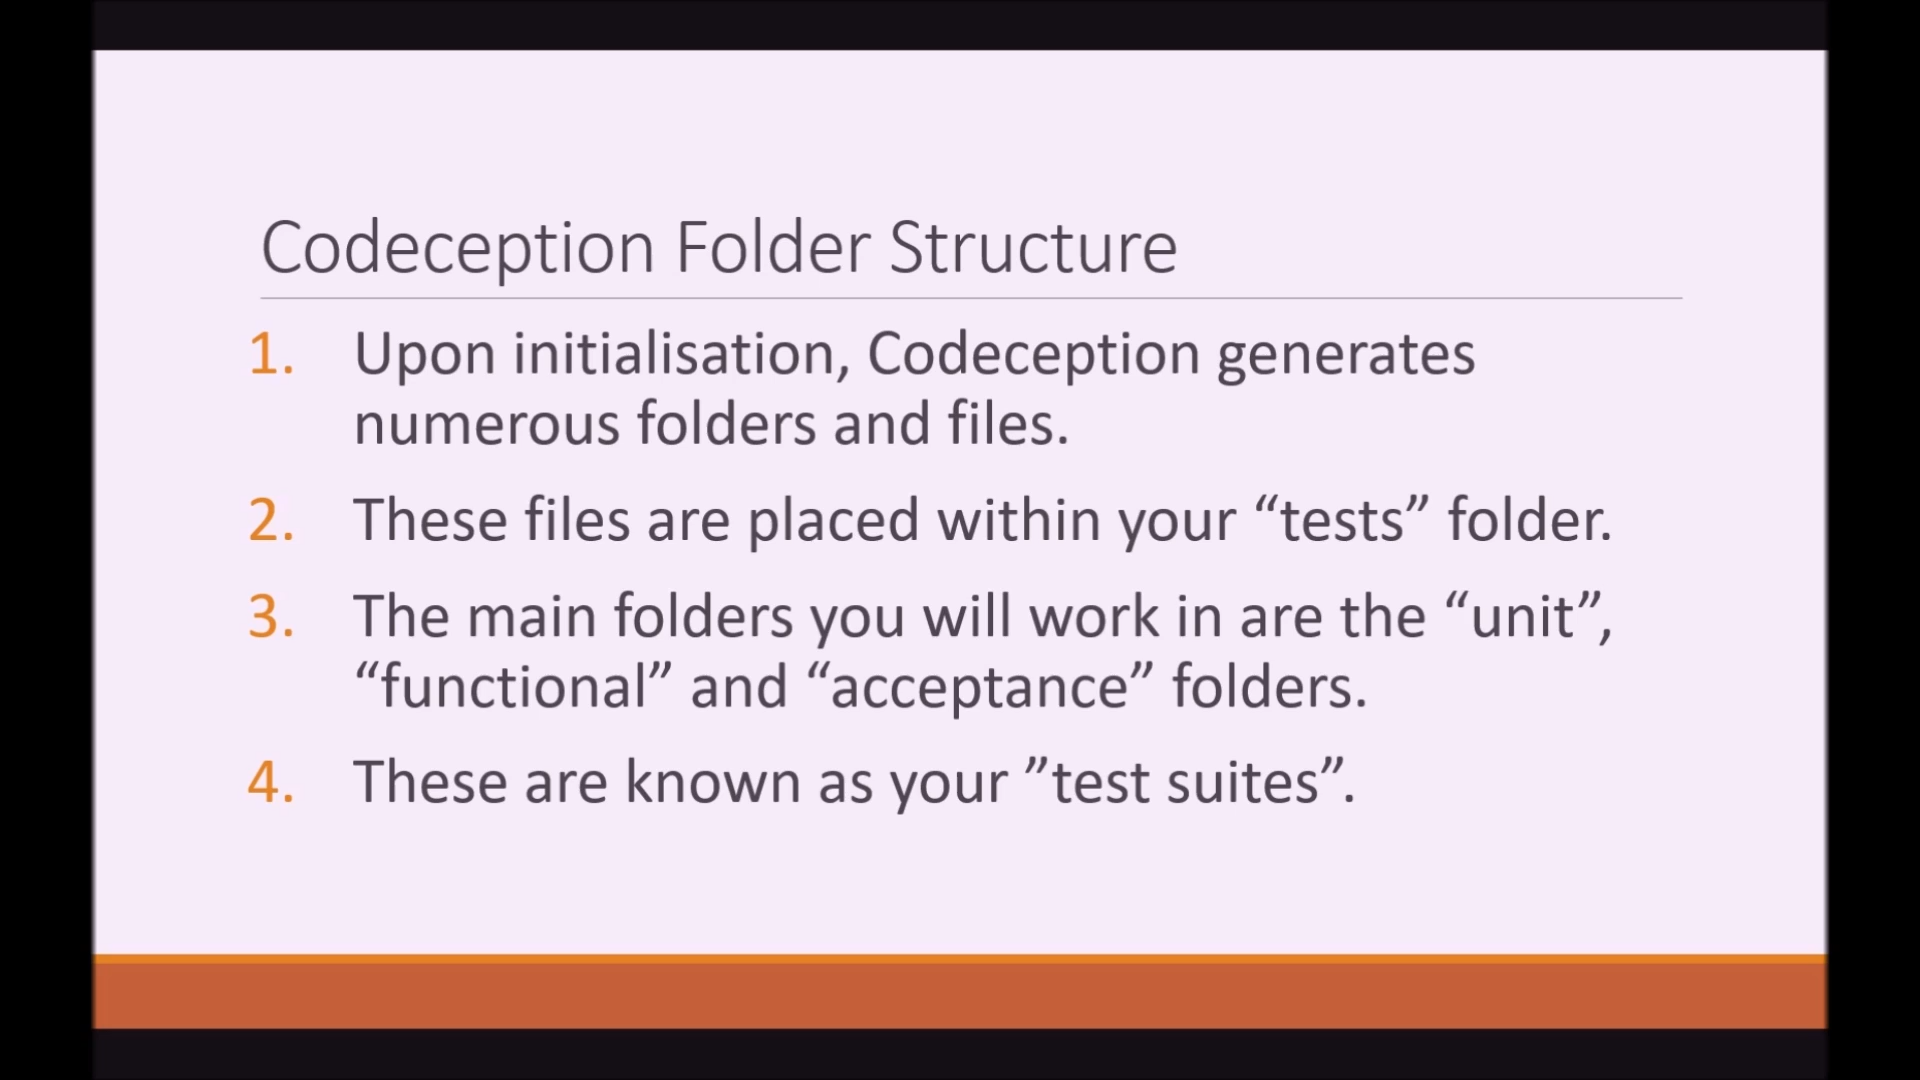 Codeception Folder Structure
1. Upon initialisation, Codeception generates
numerous folders and files.
2. These files are placed within your “tests” folder.
3. The main folders you will work in are the “unit”,
“functional” and “acceptance” folders.
4. These are known as your ”test suites”.